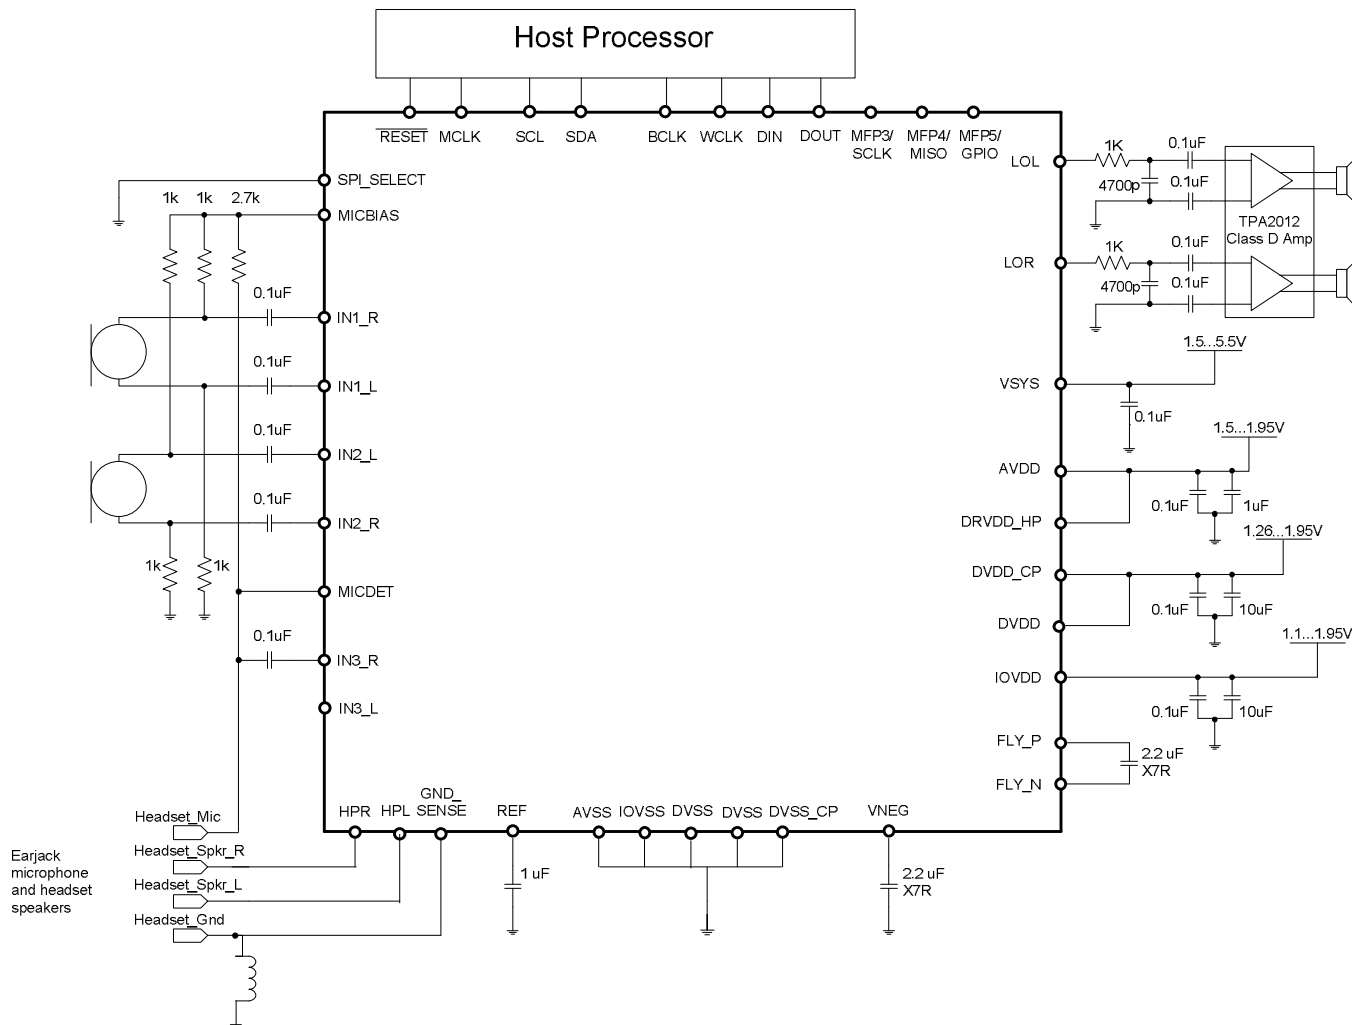 Host Processor
RESET
MCLK
SCL
SDA
BCLK
WCLK
DIN
DOUT
MFP3/
SCLK
MFP4/
MISO
MFP5/
GPIO
SPI_SELECT
1k
1k
2.7k
MICBIAS
0.1uF
IN1_R
0.1uF
IN1_L
0.1uF
IN2_L
0.1uF
IN2_R
1k
1k
MICDET
0.1uF
IN3_R
IN3_L
LOL
1K
0.1uF
4700p
0.1uF
TPA2012
Class D Amp
LOR
1K
0.1uF
4700p
0.1uF
1.5...5.5V
VSYS
0.1uF
1.5...1.95V
AVDD
0.1uF
1uF
DRVDD_HP
1.26...1.95V
DVDD_CP
0.1uF
10uF
DVDD
1.1...1.95V
IOVDD
0.1uF
10uF
FLY_P
2.2 uF
X7R
FLY_N
HPR
HPL
GND_
SENSE
REF
AVSS
IOVSS
DVSS
DVSS
DVSS_CP
VNEG
1 uF
2.2 uF
X7R
Headset_Mic
Headset_Spkr_R
Headset_Spkr_L
Headset_Gnd
Earjack
microphone
and headset
speakers